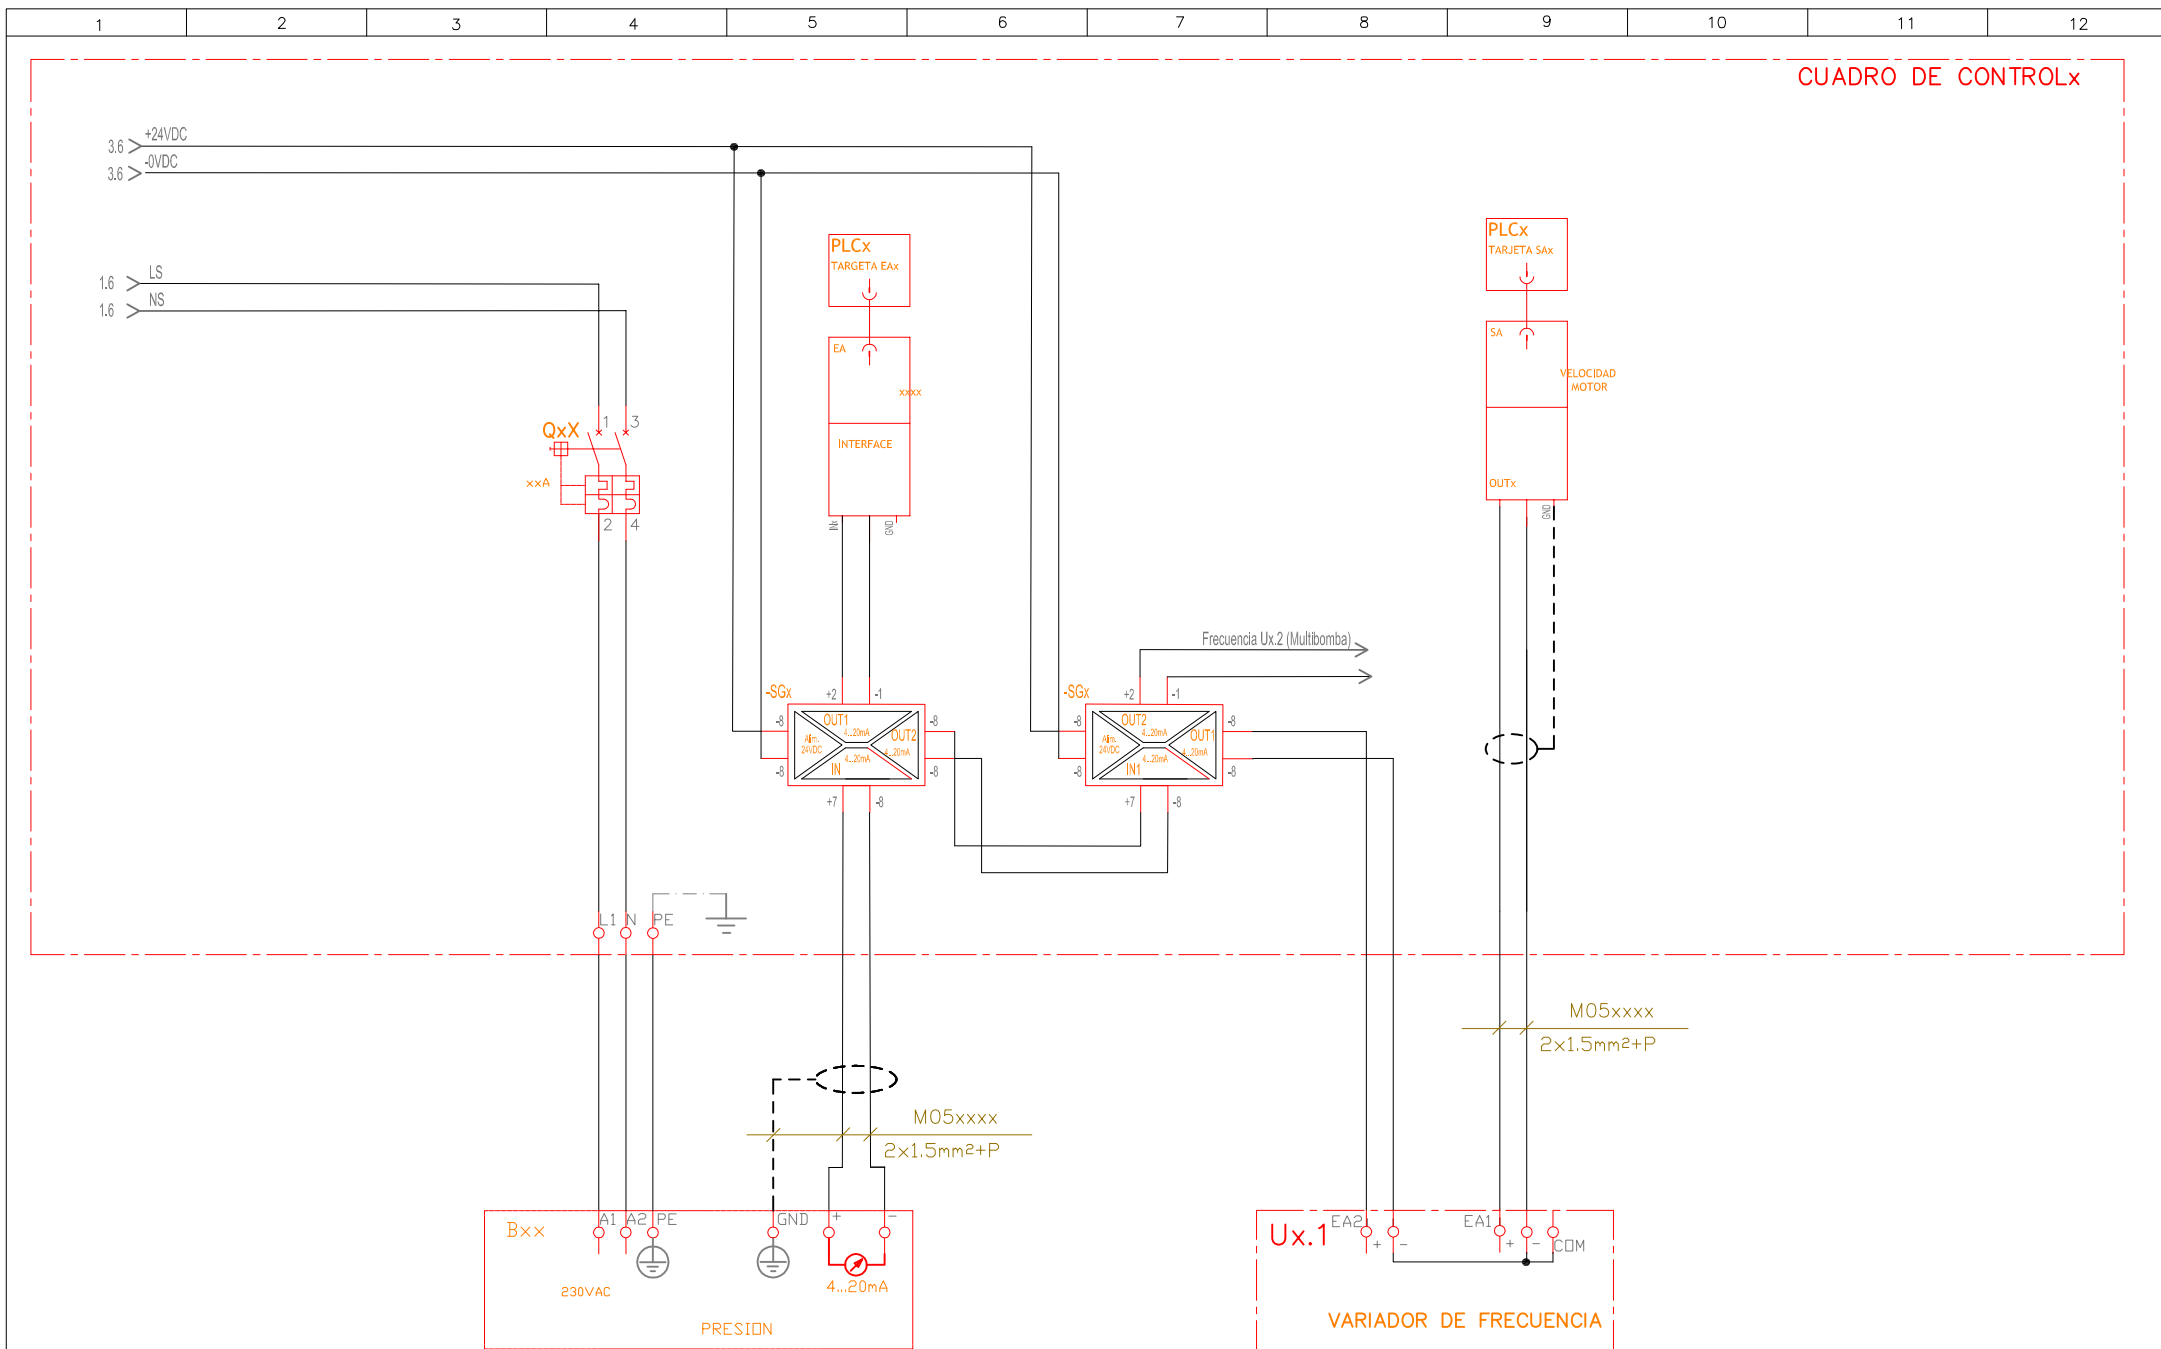 1 2 3 4 5 6 7 8 9 10 11 12
CUADRO DE CONTROLx
3.6 +24VDC
3.6 -0VDC
1.6 LS
1.6 NS
PLCx
TARGETA EAx
EA
xxxx
INTERFACE
INx GND
PLCx
TARJETA SAx
SA
VELOCIDAD
MOTOR
OUTx
GND
QxX
1 3
xxA
2 4
Frecuencia Ux.2 (Multibomba)
-SGx +2 -1
-8 OUT1 -8
4...20mA
Alim.
24VDC
OUT2
4...20mA
4...20mA
-8 IN -8
+7 -8
-SGx +2 -1
-8 OUT2 -8
4...20mA
Alim.
24VDC
OUT1
4...20mA
4...20mA
-8 IN1 -8
+7 -8
L1 N PE
M05xxxx
2x1.5mm²+P
M05xxxx
2x1.5mm²+P
Bxx
A1 A2 PE GND + -
230VAC
4...20mA
PRESION
Ux.1
EA2 + -
EA1 + - COM
VARIADOR DE FRECUENCIA